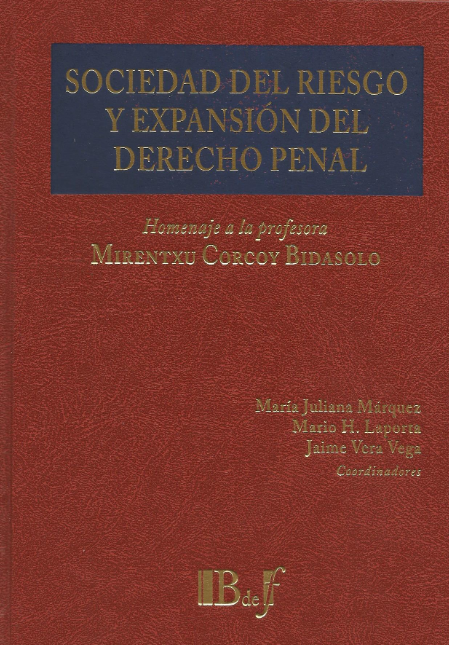 SOCIEDAD DEL RIESGO
Y EXPANSIÓN DEL
DERECHO PENAL
Homenaje a la profesora
MIRENTXU CORCOY BIDASOLO
María Juliana Márquez
Mario H. Laporta
Jaime Vera Vega
Coordinadores
B de f